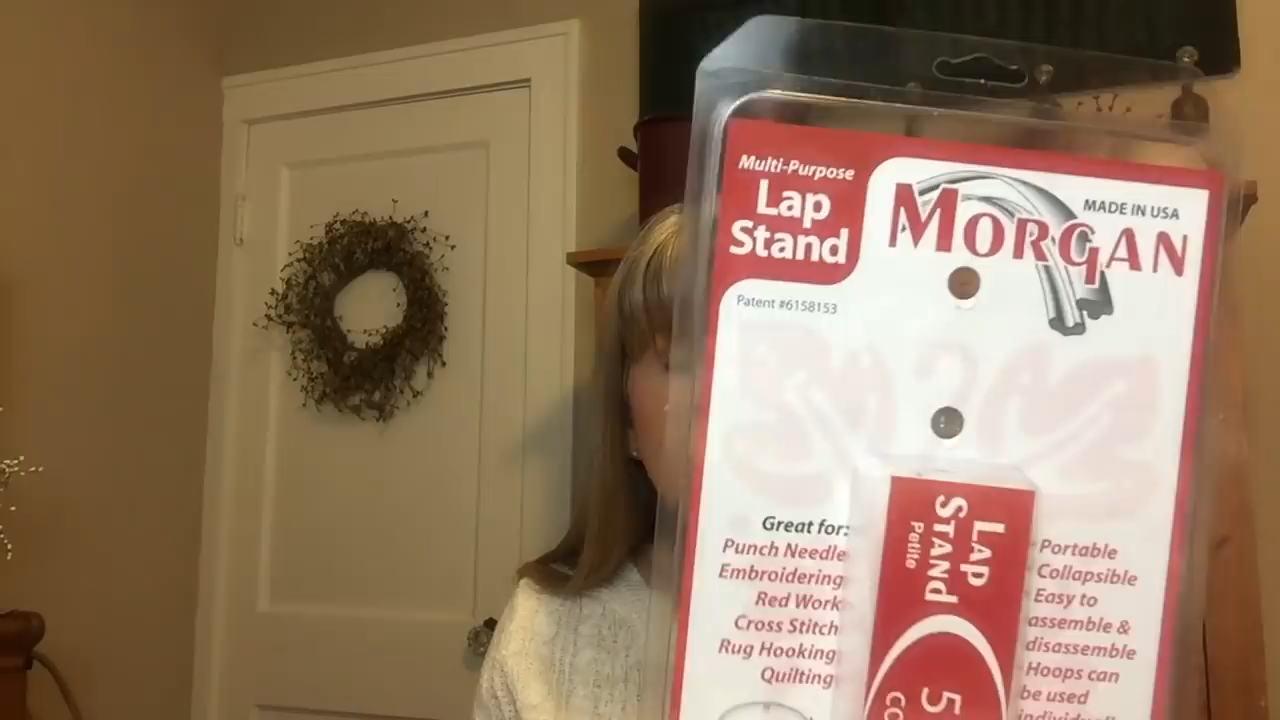 Multi-Purpose
Lap
Stand
MORGAN
MADE IN USA
Patent #6158153
Great for:
Punch Needle
Embroidering
Red Work
Cross Stitch
Rug Hooking
Quilting
LAP
STAND
Petite
5
Portable
Collapsible
Easy to
assemble &
disassemble
Hoops can
be used